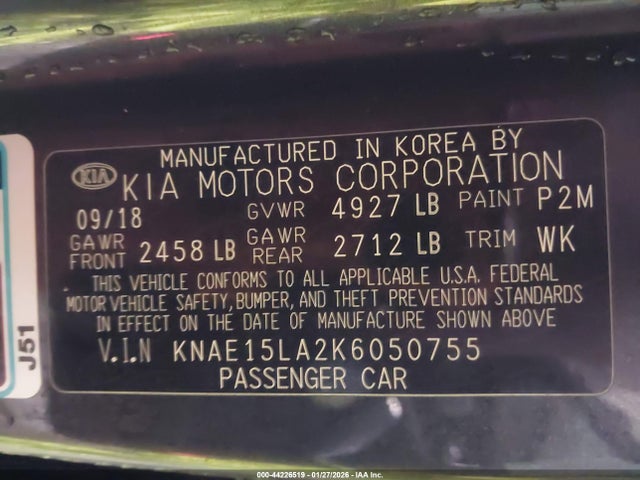 MANUFACTURED IN KOREA BY
KIA KIA MOTORS CORPORATION
09/18 GVWR 4927 LB PAINT P2M
GAWR FRONT 2458 LB GAWR REAR 2712 LB TRIM WK
THIS VEHICLE CONFORMS TO ALL APPLICABLE U.S.A. FEDERAL
MOTOR VEHICLE SAFETY, BUMPER, AND THEFT PREVENTION STANDARDS
IN EFFECT ON THE DATE OF MANUFACTURE SHOWN ABOVE
V.I.N KNAE15LA2K6050755
PASSENGER CAR
J51
000-44226519 - 01/27/2026 - IAA Inc.